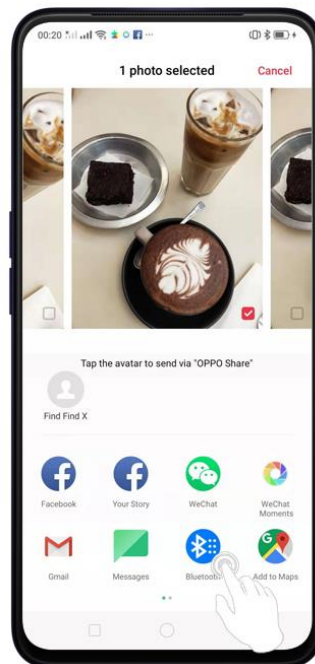 00:20
1 photo selected
Cancel
Tap the avatar to send via "OPPO Share"
Find Find X
Facebook
Your Story
WeChat
WeChat
Moments
Gmail
Messages
Bluetooth
Add to Maps